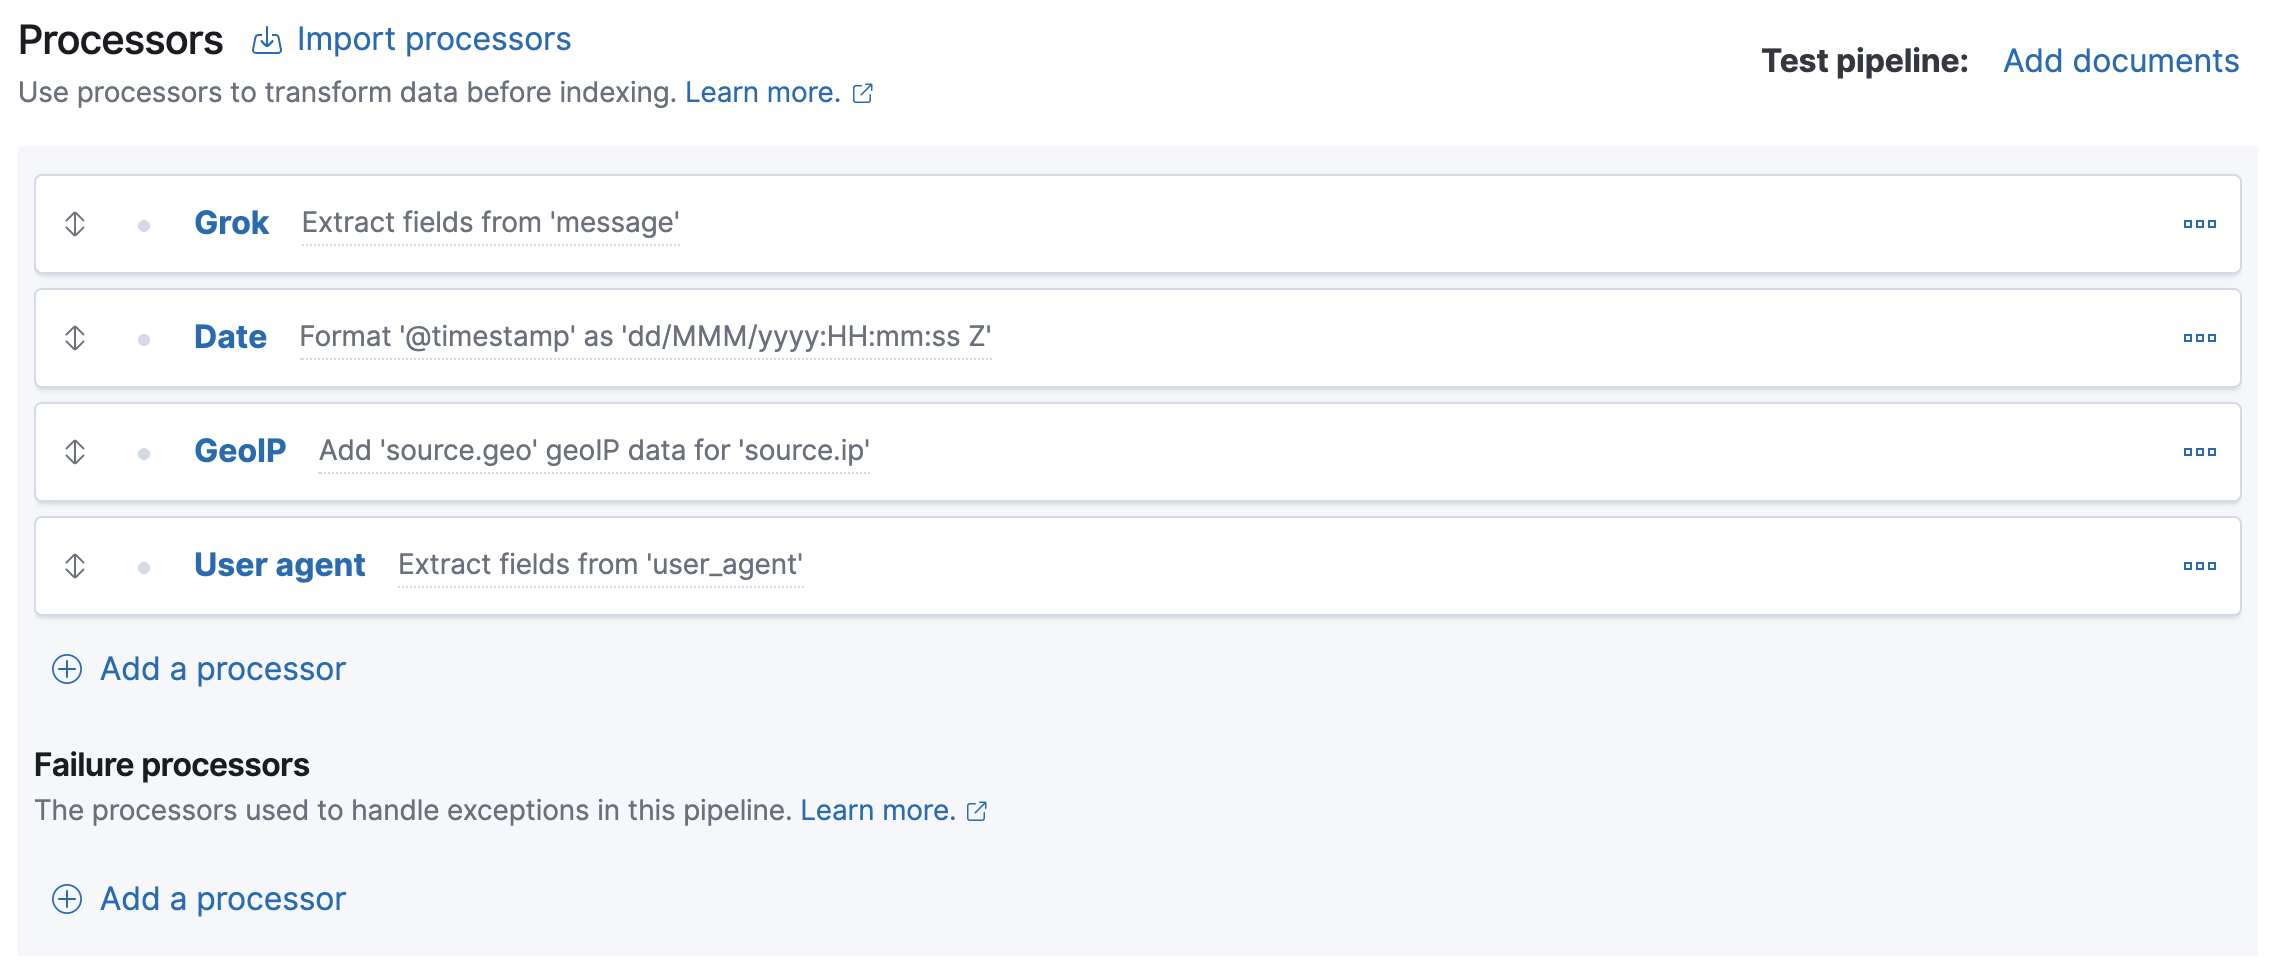 Processors Import processors
Test pipeline: Add documents
Use processors to transform data before indexing. Learn more.
Grok Extract fields from 'message'
Date Format '@timestamp' as 'dd/MMM/yyyy:HH:mm:ss Z'
GeoIP Add 'source.geo' geoIP data for 'source.ip'
User agent Extract fields from 'user_agent'
Add a processor
Failure processors
The processors used to handle exceptions in this pipeline. Learn more.
Add a processor